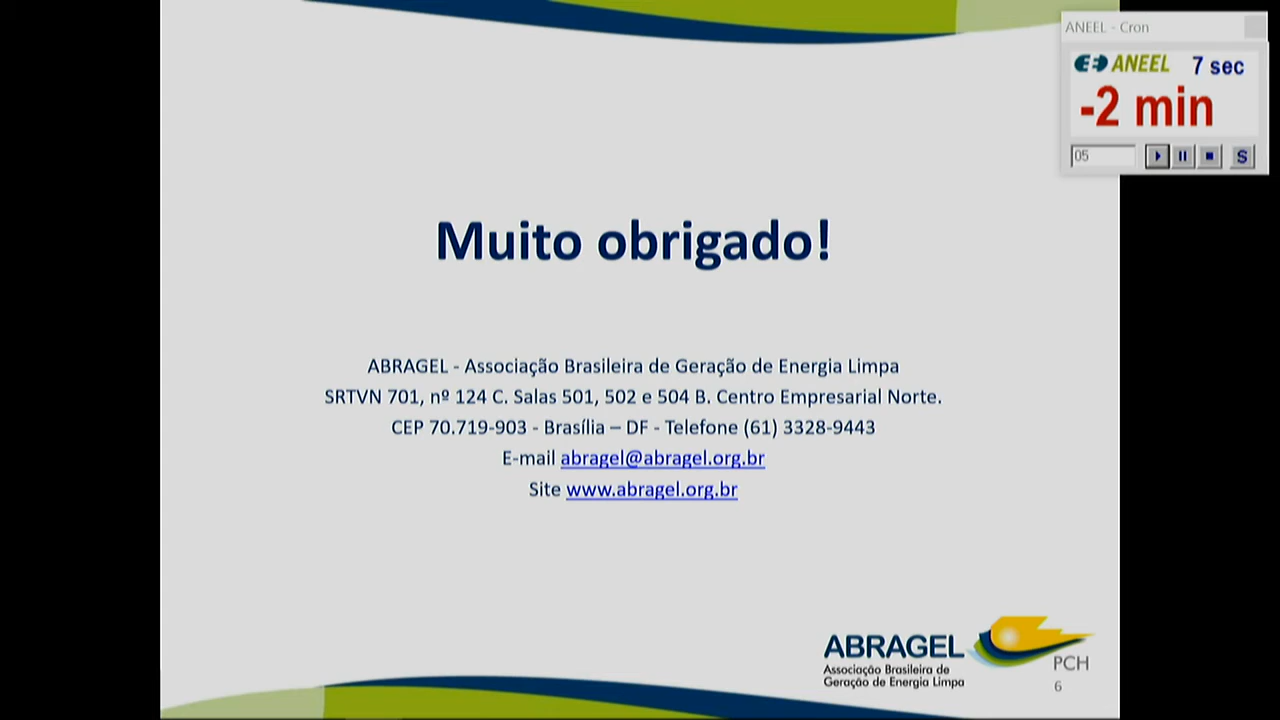 ANEEL - Cron
ANEEL 7 sec
-2 min
05
S
Muito obrigado!
ABRAGEL - Associação Brasileira de Geração de Energia Limpa
SRTVN 701, nº 124 C. Salas 501, 502 e 504 B. Centro Empresarial Norte.
CEP 70.719-903 - Brasília – DF - Telefone (61) 3328-9443
E-mail abragel@abragel.org.br
Site www.abragel.org.br
ABRAGEL
Associação Brasileira de
Geração de Energia Limpa
PCH
6